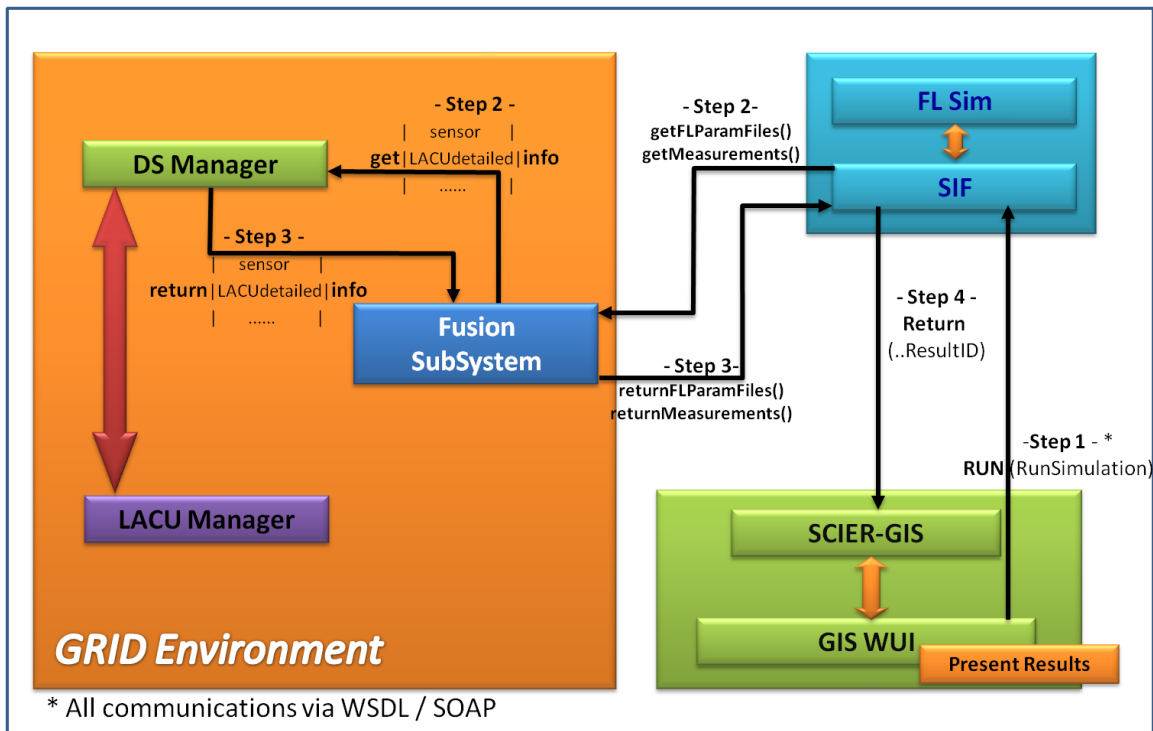 - Step 2 -
| sensor |
get |LACUdetailed| info
| ...... |
DS Manager
- Step 3 -
| sensor |
return |LACUdetailed| info
| ...... |
Fusion
SubSystem
LACU Manager
GRID Environment
* All communications via WSDL / SOAP
- Step 2-
getFLParamFiles()
getMeasurements()
- Step 3-
returnFLParamFiles()
returnMeasurements()
FL Sim
SIF
- Step 4 -
Return
(..ResultID)
-Step 1 - *
RUN (RunSimulation)
SCIER-GIS
GIS WUI
Present Results